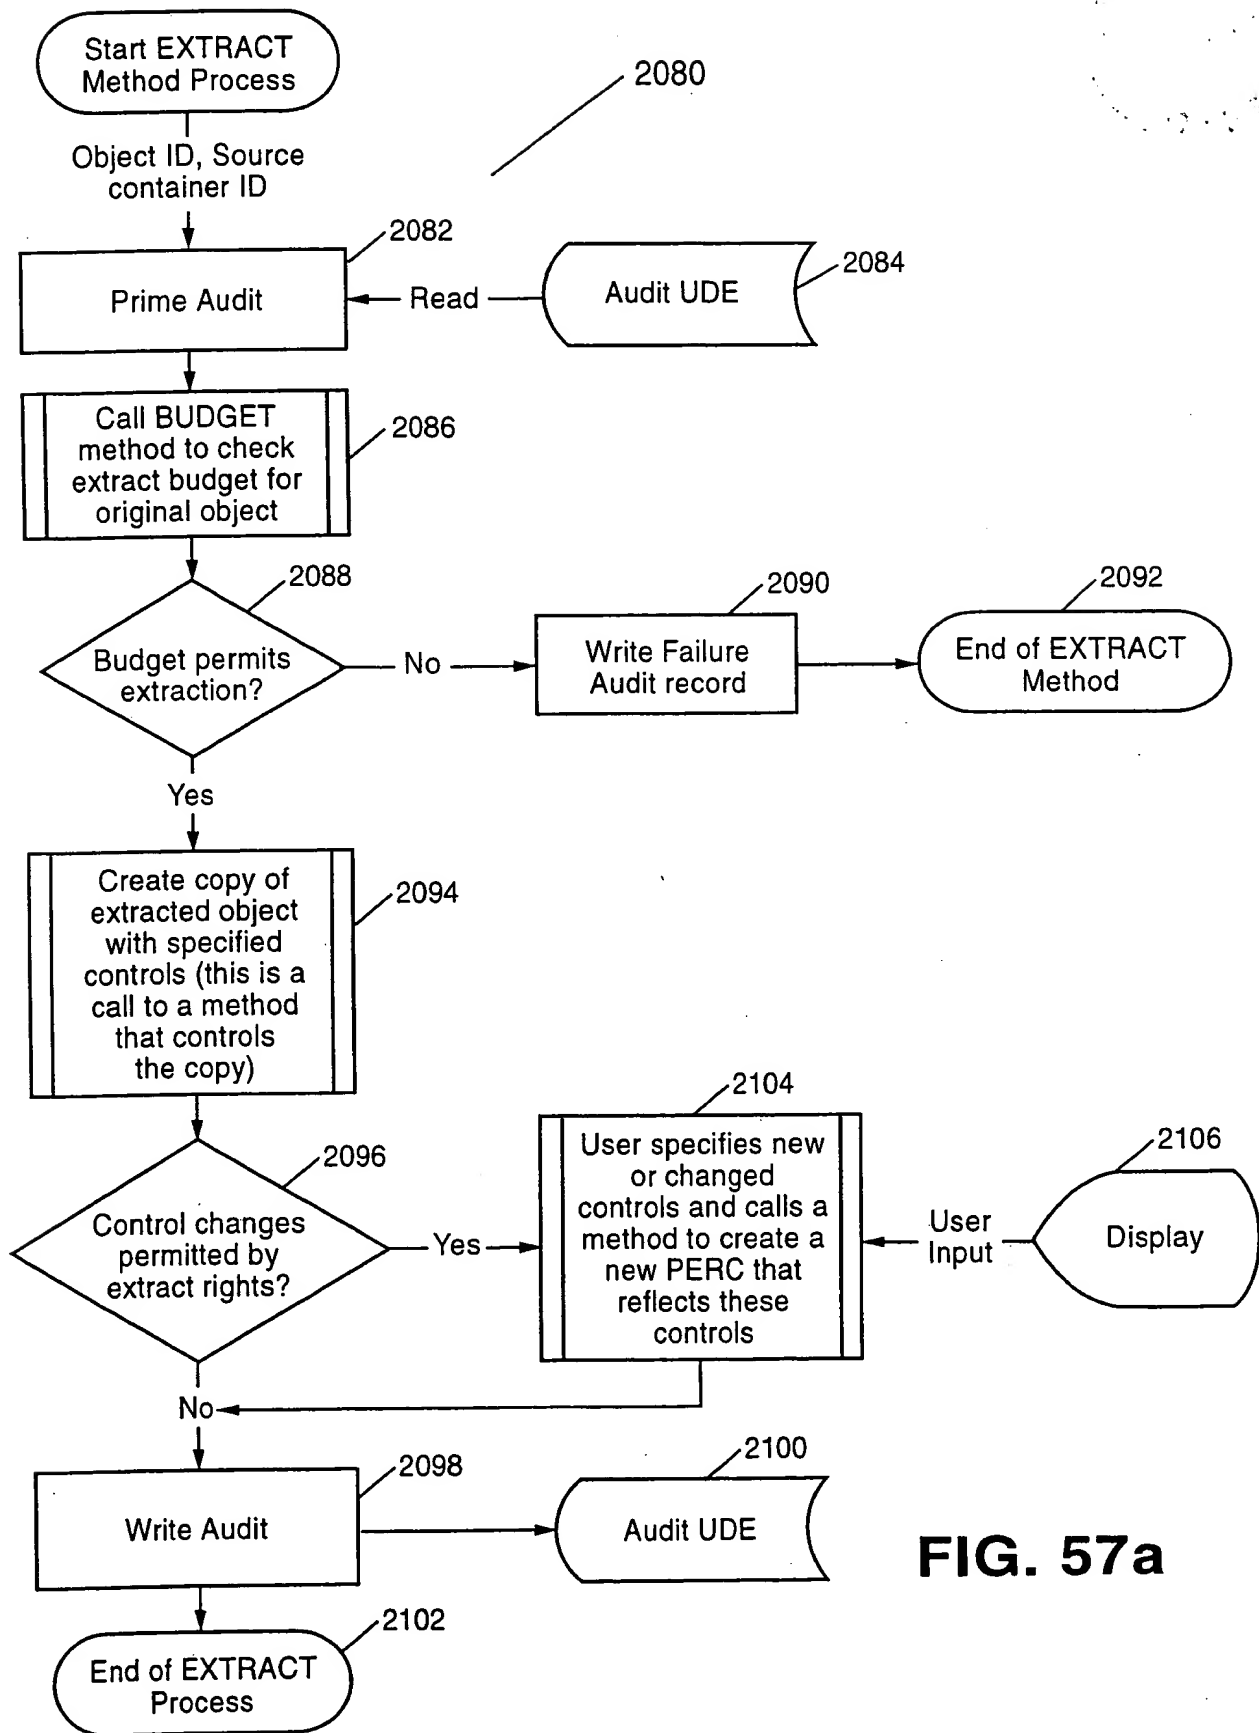 Start EXTRACT
Method Process
2080
Object ID, Source
container ID
2082
Prime Audit
Read
Audit UDE
2084
Call BUDGET
method to check
extract budget for
original object
2086
2088
Budget permits
extraction?
No
2090
Write Failure
Audit record
2092
End of EXTRACT
Method
Yes
Create copy of
extracted object
with specified
controls (this is a
call to a method
that controls
the copy)
2094
2096
Control changes
permitted by
extract rights?
Yes
2104
User specifies new
or changed
controls and calls a
method to create a
new PERC that
reflects these
controls
User
Input
2106
Display
No
2098
Write Audit
2100
Audit UDE
FIG. 57a
2102
End of EXTRACT
Process